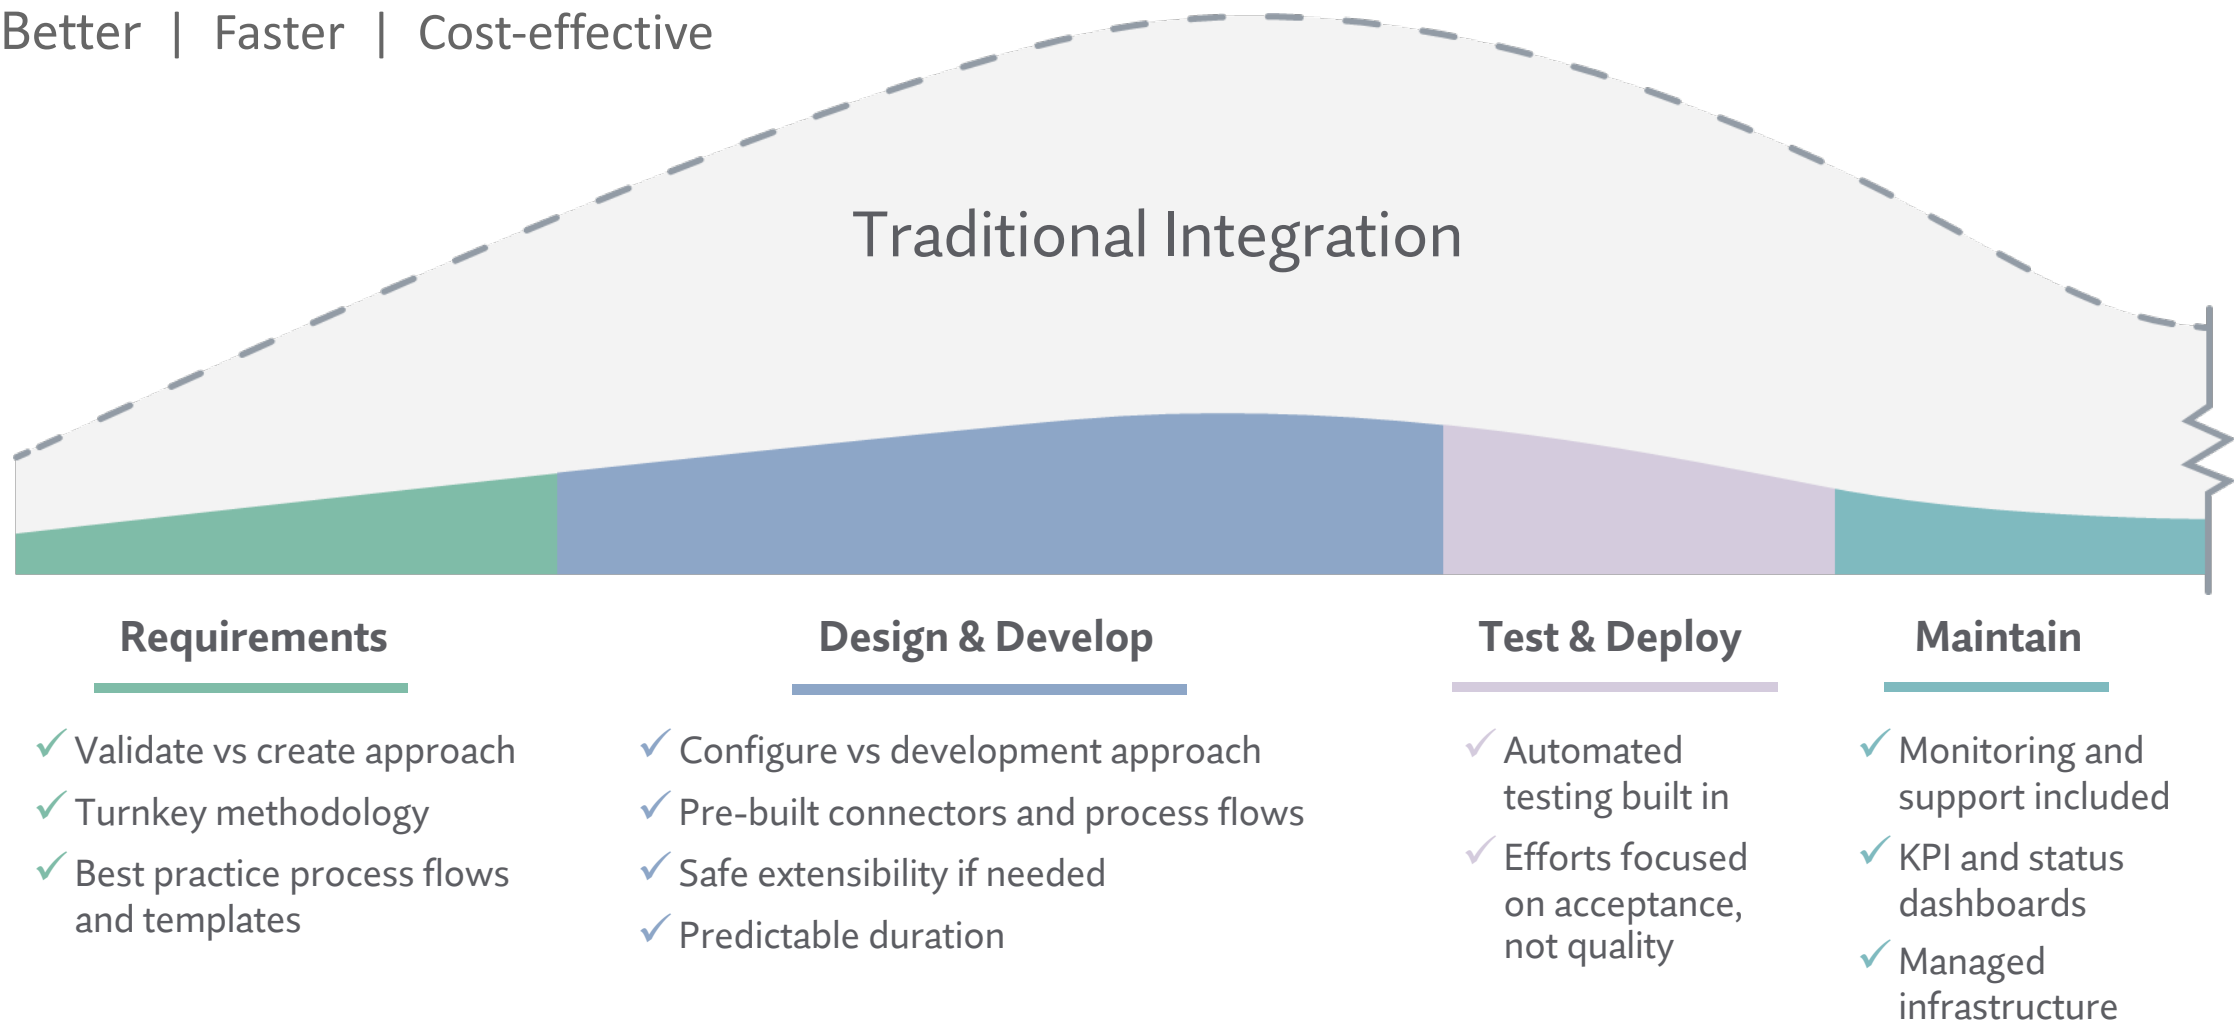 Better | Faster | Cost-effective
Traditional Integration
Requirements
Validate vs create approach
Turnkey methodology
Best practice process flows
and templates
Design & Develop
Configure vs development approach
Pre-built connectors and process flows
Safe extensibility if needed
Predictable duration
Test & Deploy
Automated
testing built in
Efforts focused
on acceptance,
not quality
Maintain
Monitoring and
support included
KPI and status
dashboards
Managed
infrastructure